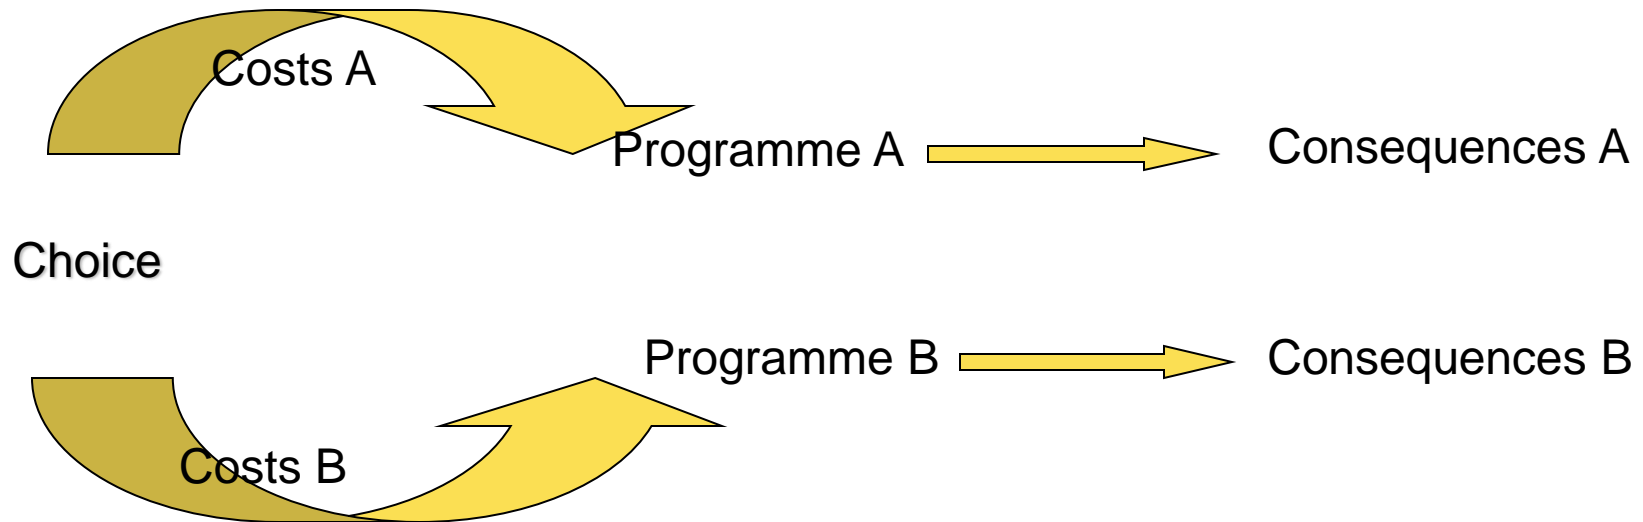 Costs A
Programme A
Consequences A
Choice
Programme B
Consequences B
Costs B